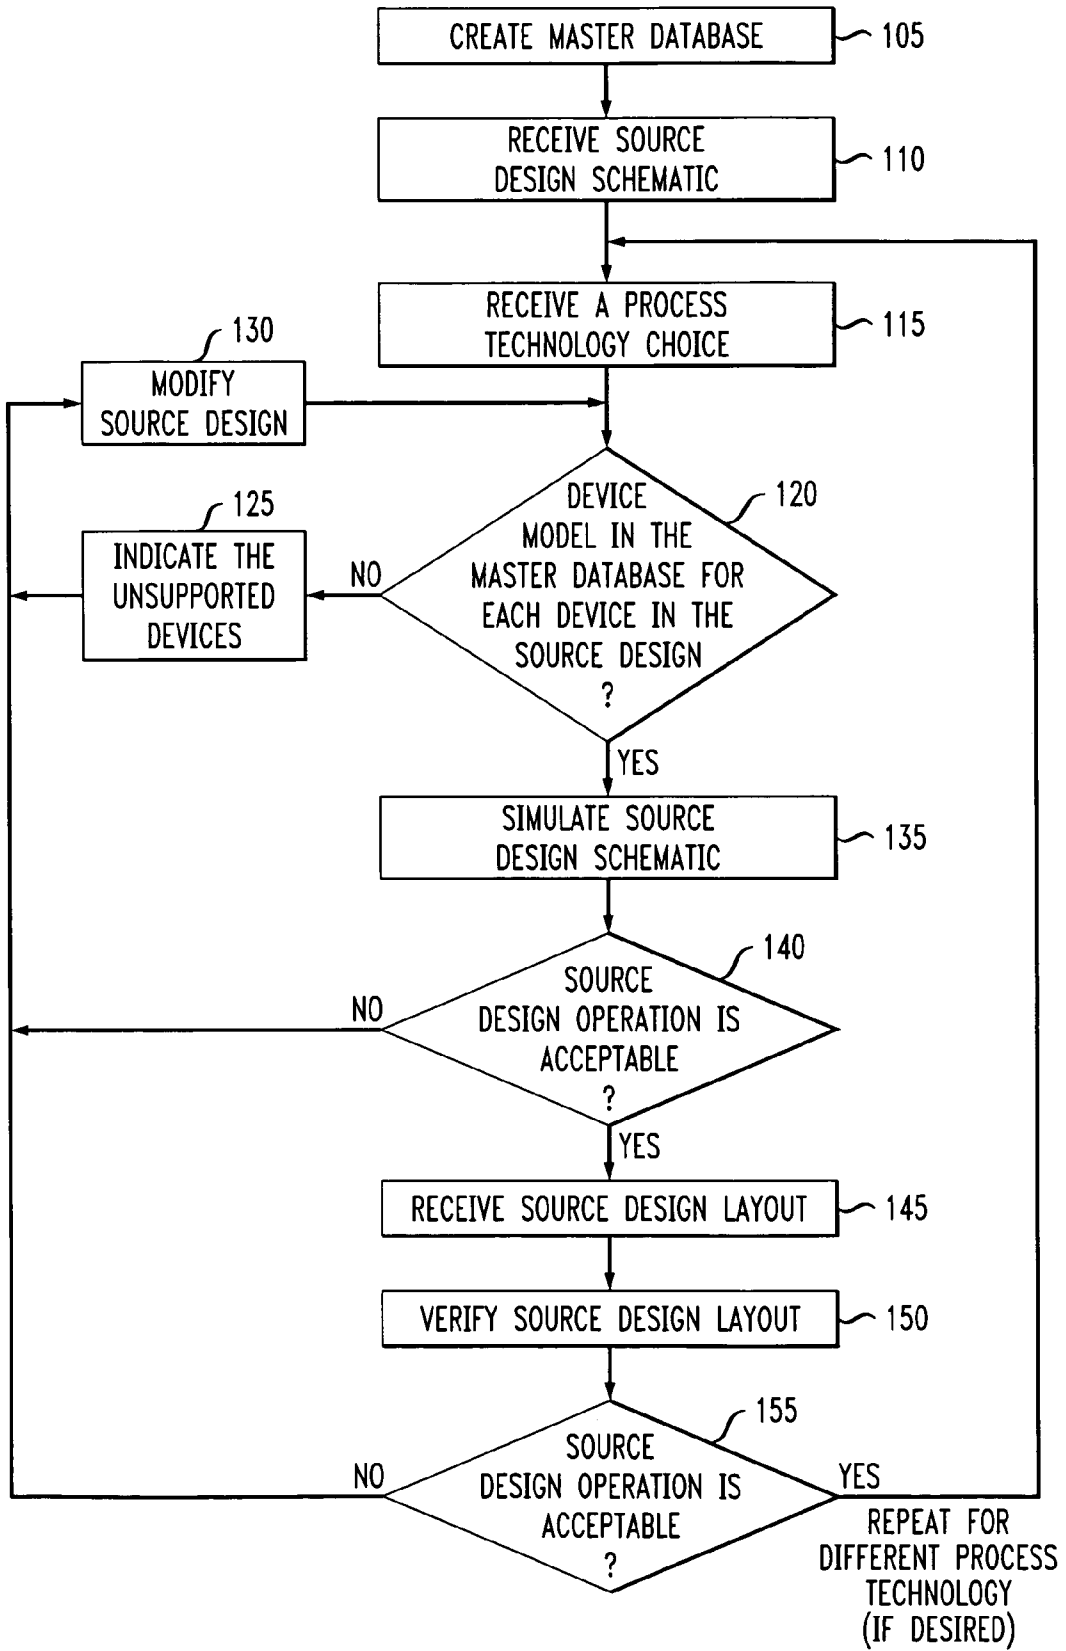 CREATE MASTER DATABASE
105
RECEIVE SOURCE
DESIGN SCHEMATIC
110
RECEIVE A PROCESS
TECHNOLOGY CHOICE
115
130
MODIFY
SOURCE DESIGN
125
INDICATE THE
UNSUPPORTED
DEVICES
NO
DEVICE
MODEL IN THE
MASTER DATABASE FOR
EACH DEVICE IN THE
SOURCE DESIGN
?
120
YES
SIMULATE SOURCE
DESIGN SCHEMATIC
135
NO
SOURCE
DESIGN OPERATION IS
ACCEPTABLE
?
140
YES
RECEIVE SOURCE DESIGN LAYOUT
145
VERIFY SOURCE DESIGN LAYOUT
150
NO
SOURCE
DESIGN OPERATION IS
ACCEPTABLE
?
155
YES
REPEAT FOR
DIFFERENT PROCESS
TECHNOLOGY
(IF DESIRED)